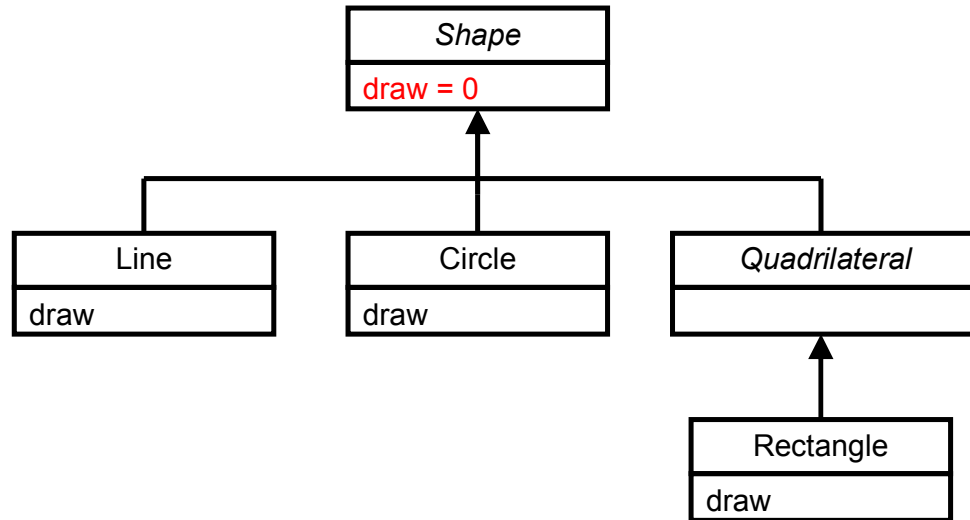 Shape
draw = 0
Line
draw
Circle
draw
Quadrilateral
Rectangle
draw